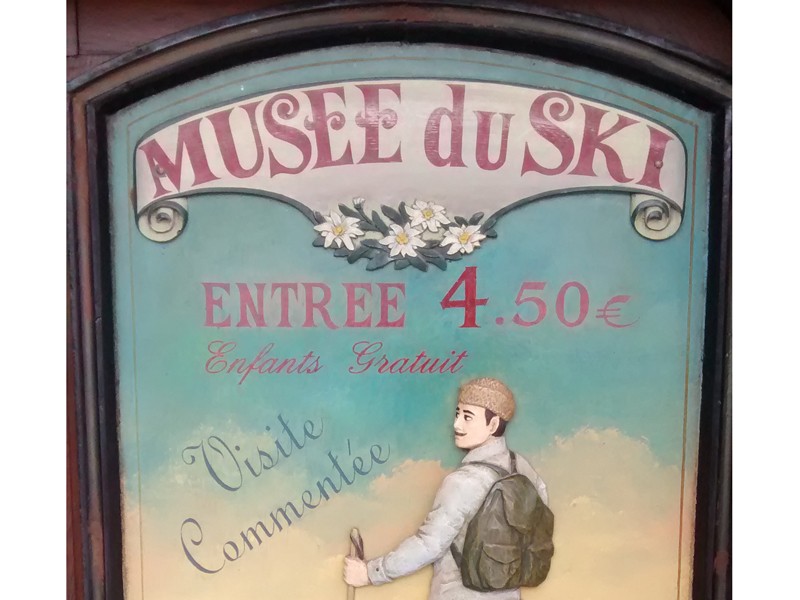 MUSEE du SKI
ENTREE 4.50€
Enfants Gratuit
Visite
Commentée